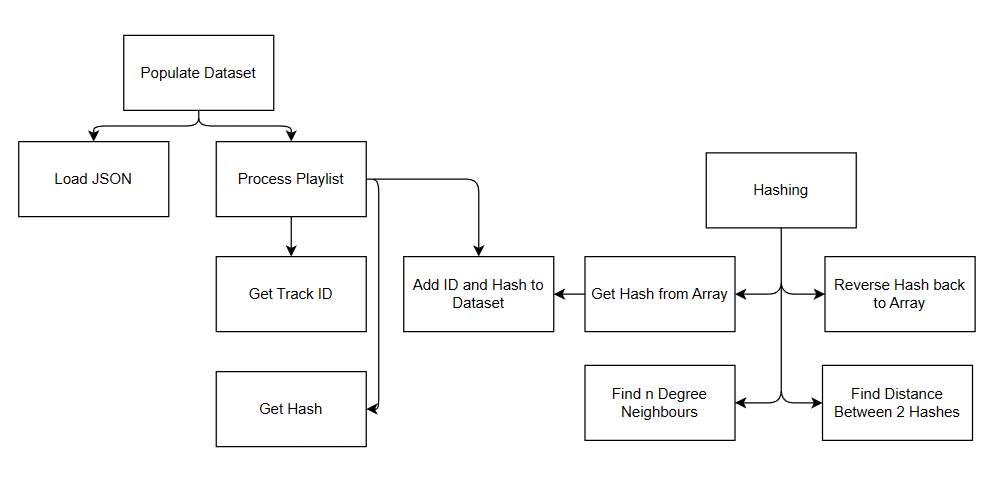 Populate Dataset
Load JSON
Process Playlist
Hashing
Get Track ID
Add ID and Hash to
Dataset
Get Hash from Array
Reverse Hash back
to Array
Get Hash
Find n Degree
Neighbours
Find Distance
Between 2 Hashes